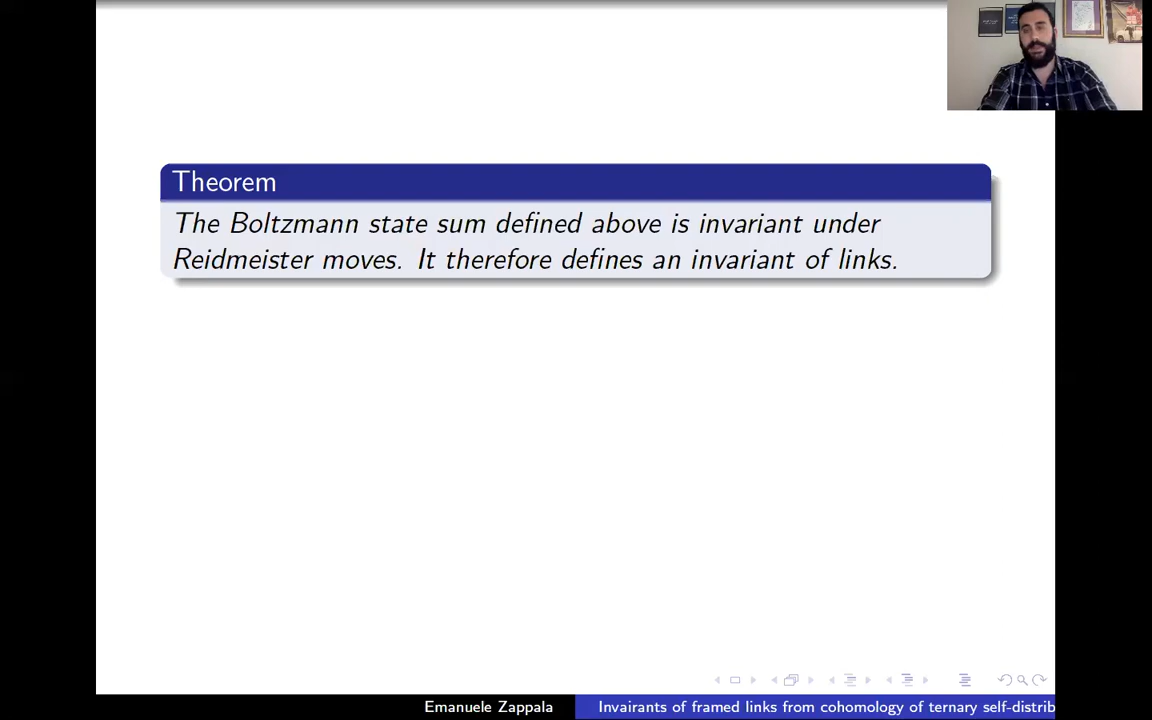 Theorem
The Boltzmann state sum defined above is invariant under
Reidmeister moves. It therefore defines an invariant of links.
Emanuele Zappala
Invairants of framed links from cohomology of ternary self-distrib